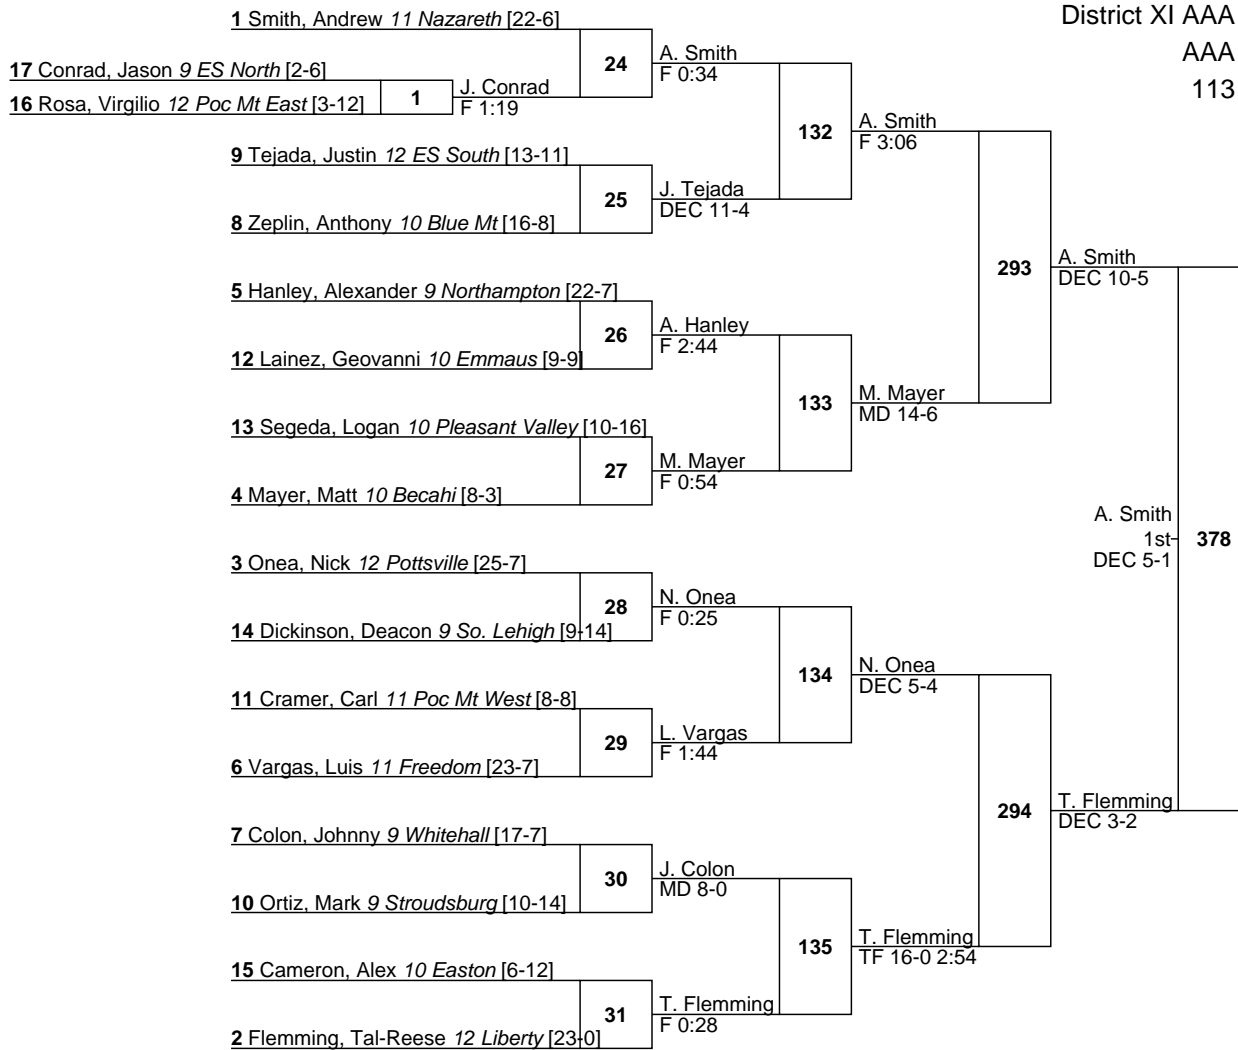 District XI AAA
AAA
113
1 Smith, Andrew 11 Nazareth [22-6]
17 Conrad, Jason 9 ES North [2-6]
16 Rosa, Virgilio 12 Poc Mt East [3-12]
1
J. Conrad
F 1:19
24
A. Smith
F 0:34
9 Tejada, Justin 12 ES South [13-11]
8 Zeplin, Anthony 10 Blue Mt [16-8]
25
J. Tejada
DEC 11-4
132
A. Smith
F 3:06
5 Hanley, Alexander 9 Northampton [22-7]
12 Lainez, Geovanni 10 Emmaus [9-9]
26
A. Hanley
F 2:44
13 Segeda, Logan 10 Pleasant Valley [10-16]
4 Mayer, Matt 10 Becahi [8-3]
27
M. Mayer
F 0:54
133
M. Mayer
MD 14-6
293
A. Smith
DEC 10-5
3 Onea, Nick 12 Pottsville [25-7]
14 Dickinson, Deacon 9 So. Lehigh [9-14]
28
N. Onea
F 0:25
11 Cramer, Carl 11 Poc Mt West [8-8]
6 Vargas, Luis 11 Freedom [23-7]
29
L. Vargas
F 1:44
134
N. Onea
DEC 5-4
7 Colon, Johnny 9 Whitehall [17-7]
10 Ortiz, Mark 9 Stroudsburg [10-14]
30
J. Colon
MD 8-0
15 Cameron, Alex 10 Easton [6-12]
2 Flemming, Tal-Reese 12 Liberty [23-0]
31
T. Flemming
F 0:28
135
T. Flemming
TF 16-0 2:54
294
T. Flemming
DEC 3-2
A. Smith
1st
DEC 5-1
378